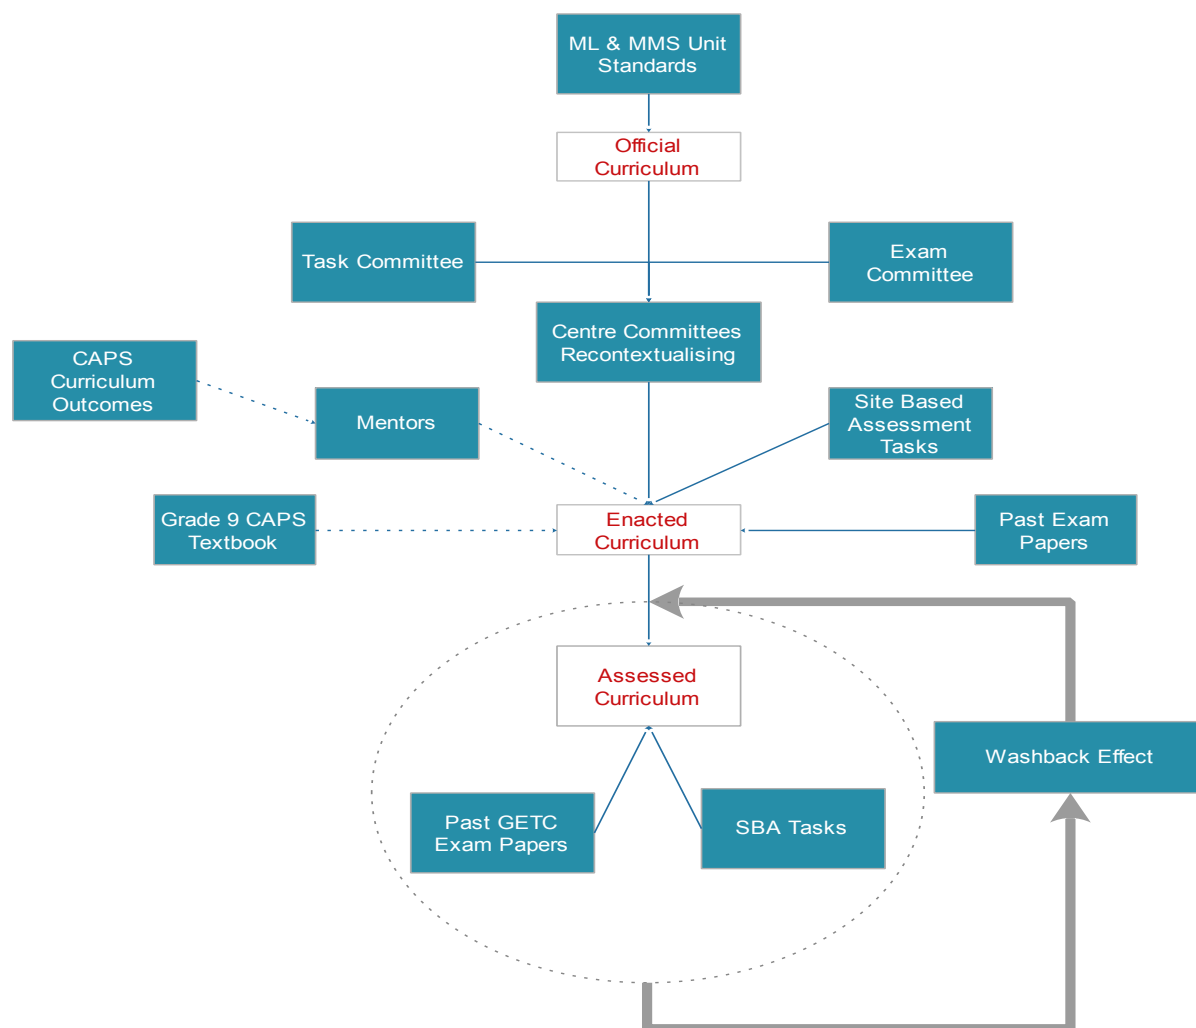 ML & MMS Unit
Standards
Official
Curriculum
Task Committee
Exam
Committee
Centre Committees
Recontextualising
CAPS
Curriculum
Outcomes
Mentors
Site Based
Assessment
Tasks
Grade 9 CAPS
Textbook
Enacted
Curriculum
Past Exam
Papers
Assessed
Curriculum
Washback Effect
Past GETC
Exam Papers
SBA Tasks